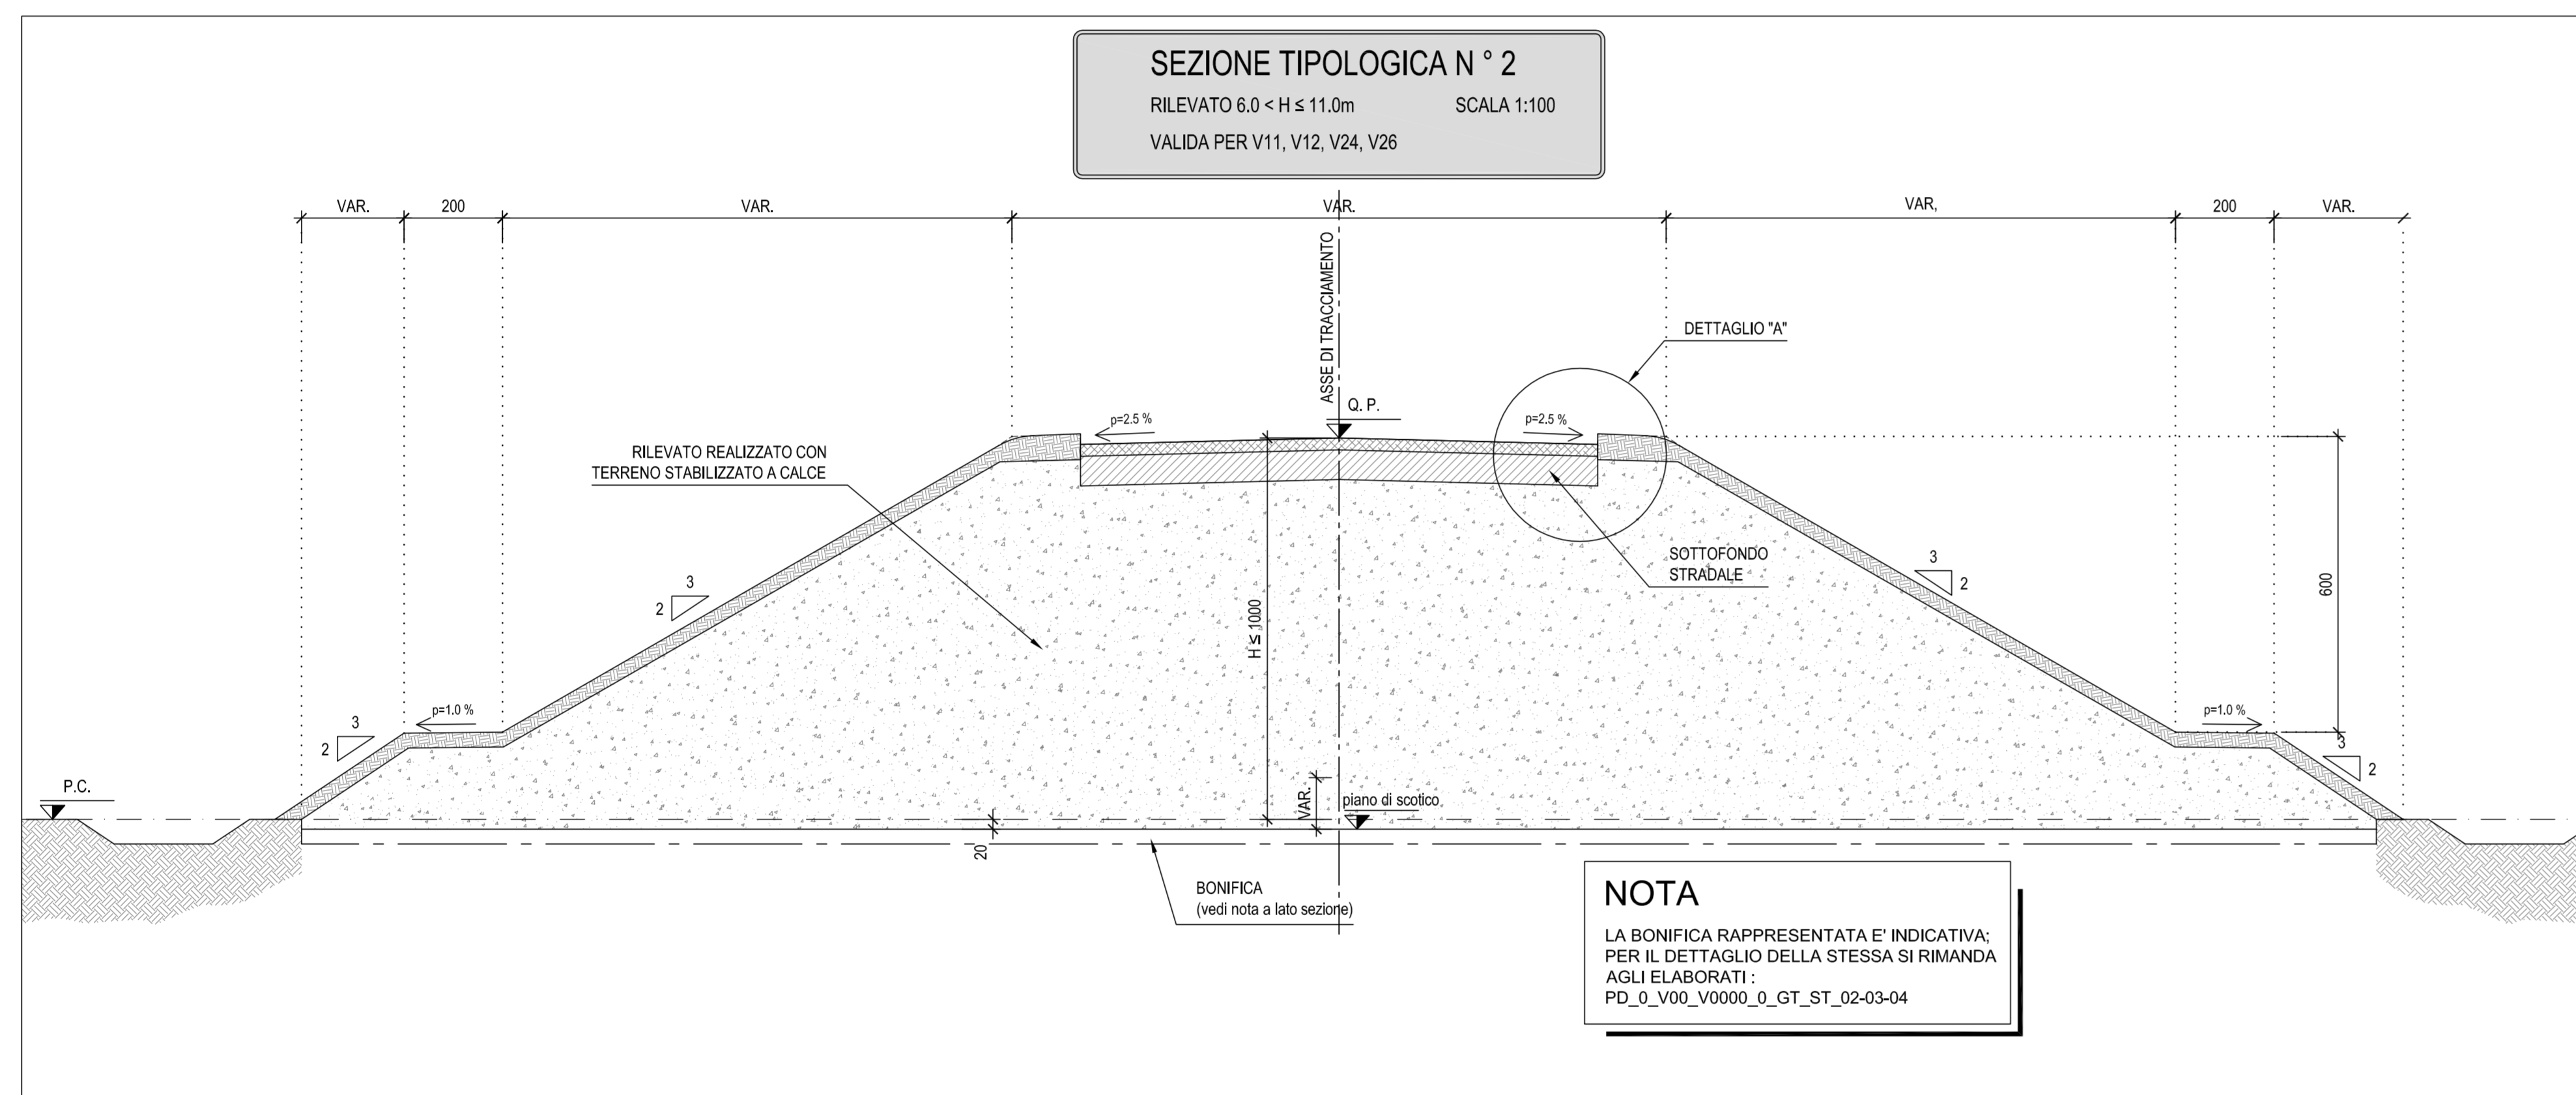 SEZIONE TIPOLOGICA N ° 2
RILEVATO 6.0 < H ≤ 11.0m SCALA 1:100
VALIDA PER V11, V12, V24, V26
VAR. 200 VAR. VAR. VAR, 200 VAR.
ASSE DI TRACCIAMENTO
DETTAGLIO "A"
Q. P.
p=2.5 % p=2.5 %
RILEVATO REALIZZATO CON
TERRENO STABILIZZATO A CALCE
SOTTOFONDO
STRADALE
3
2
3
2
H ≤ 1000
600
p=1.0 % p=1.0 %
3
2
3
2
P.C.
VAR.
piano di scotico
20
BONIFICA
(vedi nota a lato sezione)
NOTA
LA BONIFICA RAPPRESENTATA E' INDICATIVA;
PER IL DETTAGLIO DELLA STESSA SI RIMANDA
AGLI ELABORATI :
PD_0_V00_V0000_0_GT_ST_02-03-04